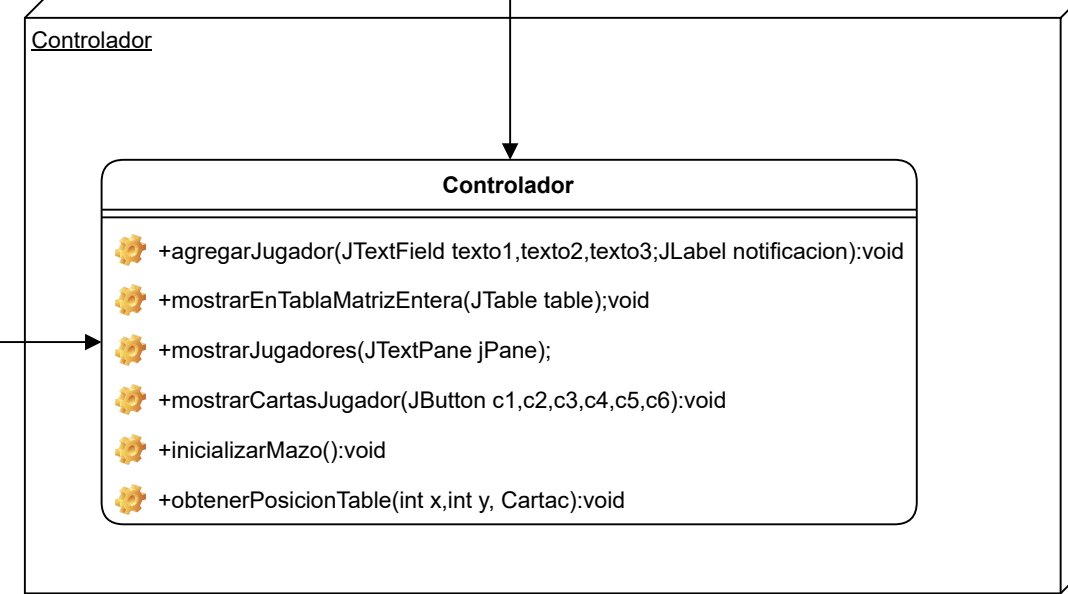 Controlador
Controlador
+agregarJugador(JTextField texto1,texto2,texto3;JLabel notificacion):void
+mostrarEnTablaMatrizEntera(JTable table);void
+mostrarJugadores(JTextPane jPane);
+mostrarCartasJugador(JButton c1,c2,c3,c4,c5,c6):void
+inicializarMazo():void
+obtenerPosicionTable(int x,int y, Cartac):void